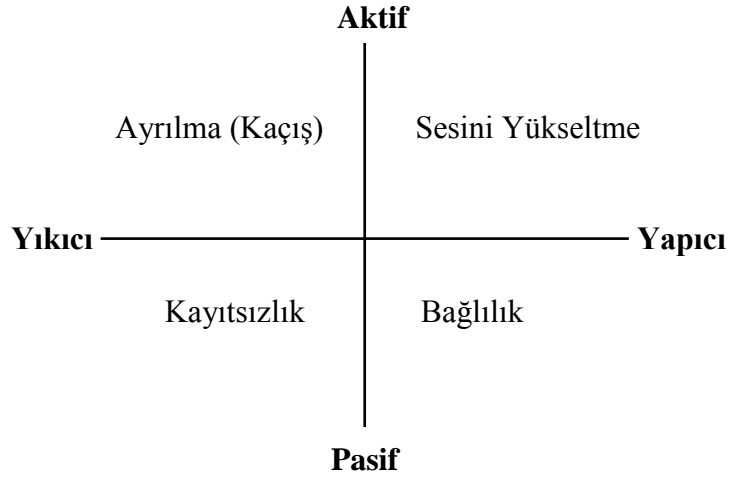 Aktif
Ayrılma (Kaçış) Sesini Yükseltme
Yıkıcı Yapıcı
Kayıtsızlık Bağlılık
Pasif